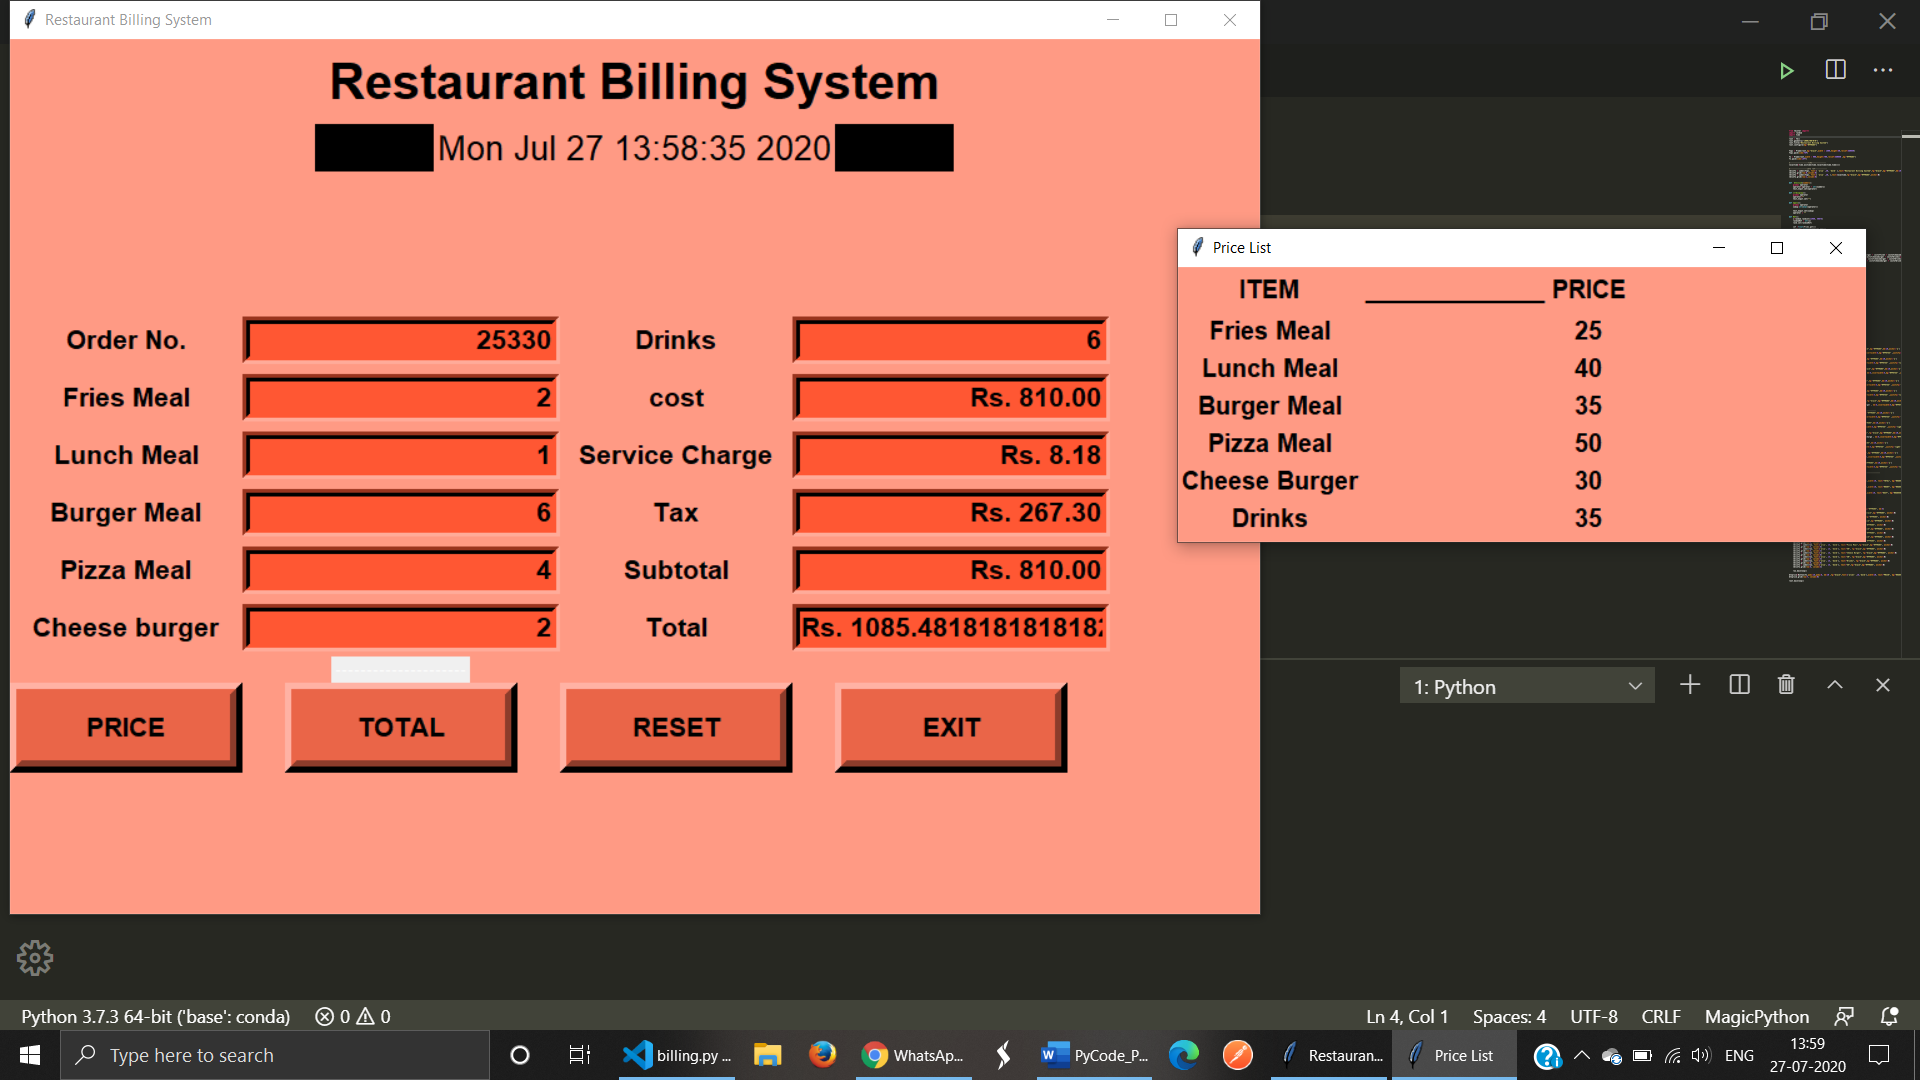 Restaurant Billing System
Restaurant Billing System
Mon Jul 27 13:58:35 2020
Order No. 25330 Drinks 6
Fries Meal 2 cost Rs. 810.00
Lunch Meal 1 Service Charge Rs. 8.18
Burger Meal 6 Tax Rs. 267.30
Pizza Meal 4 Subtotal Rs. 810.00
Cheese burger 2 Total Rs. 1085.481818181818
PRICE TOTAL RESET EXIT
Price List
ITEM ____________ PRICE
Fries Meal 25
Lunch Meal 40
Burger Meal 35
Pizza Meal 50
Cheese Burger 30
Drinks 35
1: Python
Python 3.7.3 64-bit ('base': conda) 0 0 Ln 4, Col 1 Spaces: 4 UTF-8 CRLF MagicPython
Type here to search billing.py ... WhatsAp... PyCode_P... Restauran... Price List ENG 13:59
27-07-2020